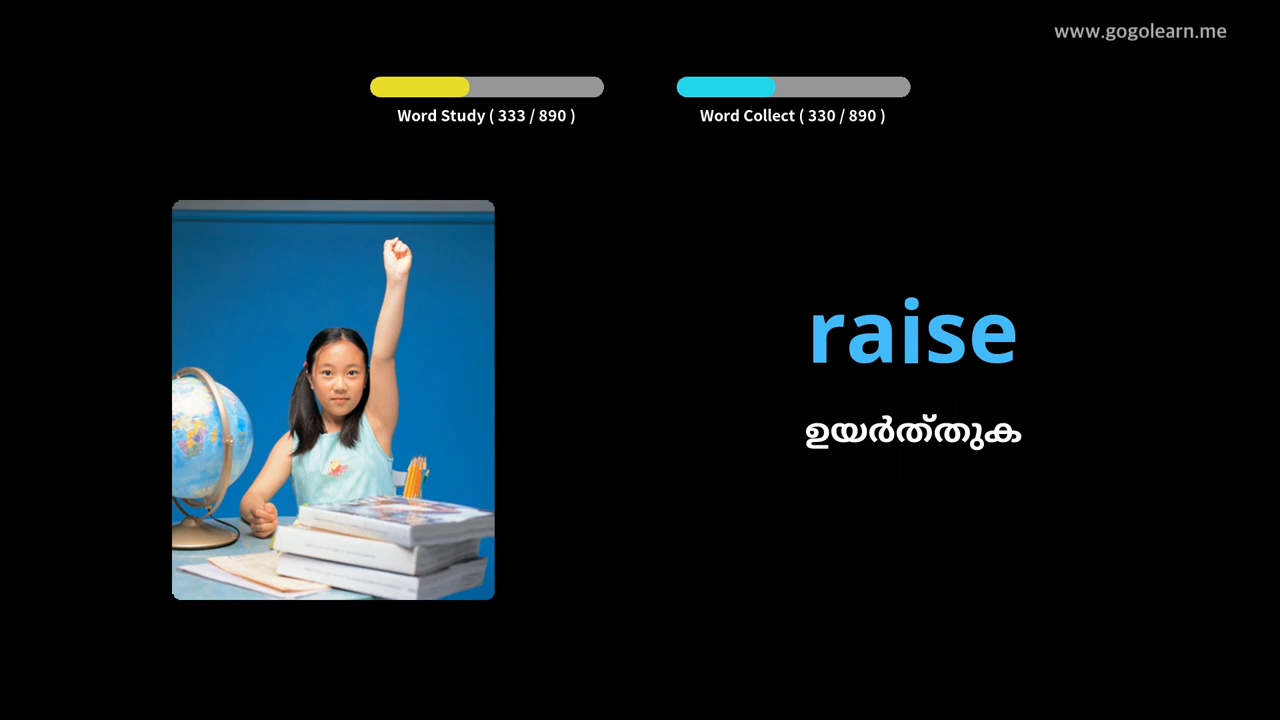 www.gogolearn.me
Word Study ( 333 / 890 )
Word Collect ( 330 / 890 )
raise
ഉയർത്തുക